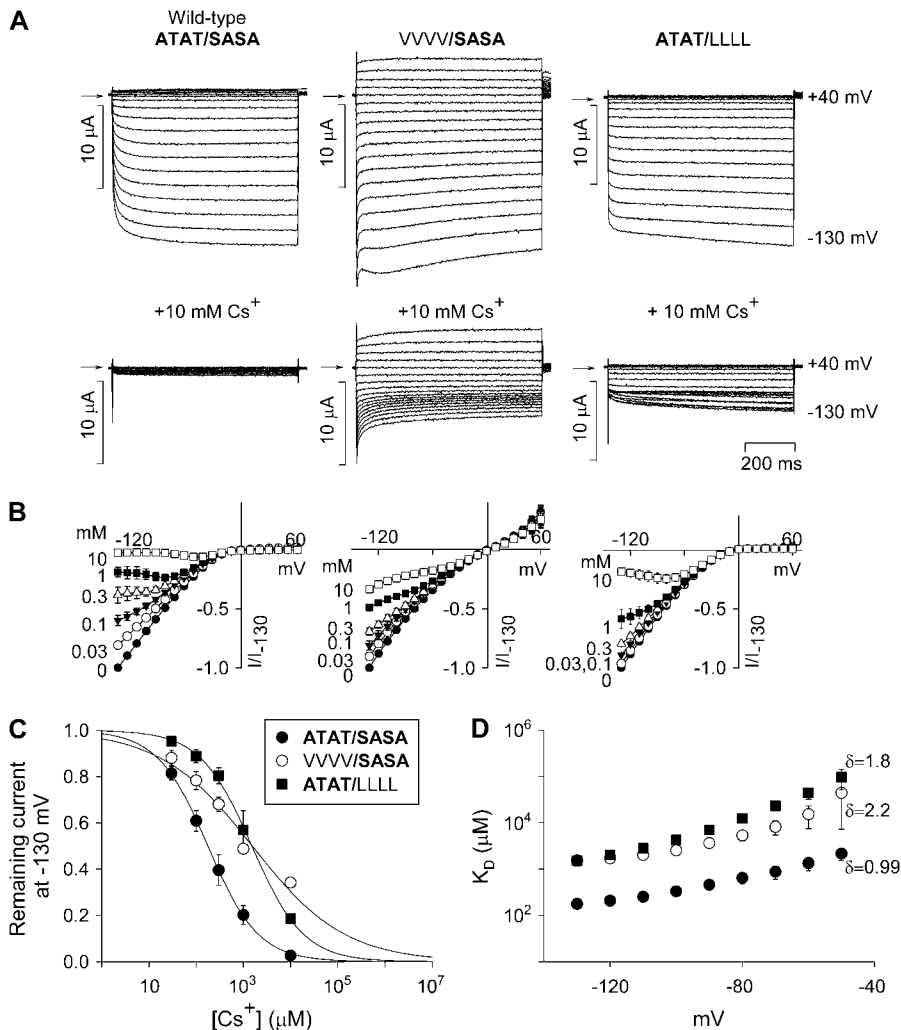 A
Wild-type
ATAT/SASA
VVVV/SASA
ATAT/LLLL
10 µA
10 µA
10 µA
+40 mV
-130 mV
+10 mM Cs+
+10 mM Cs+
+ 10 mM Cs+
10 µA
10 µA
10 µA
+40 mV
-130 mV
200 ms
B
mM
-120
60
mV
10
1
0.3
0.1
0.03
0
-0.5
-1.0
I/I-130
mM
-120
60
mV
10
1
0.3
0.1
0.03
0
-0.5
-1.0
I/I-130
mM
-120
60
mV
10
1
0.3
0.03,0.1
0
-0.5
-1.0
I/I-130
C
Remaining current
at -130 mV
1.0
0.8
0.6
0.4
0.2
0.0
10
10^3
10^5
10^7
[Cs+] (µM)
ATAT/SASA
VVVV/SASA
ATAT/LLLL
D
KD (µM)
10^6
10^4
10^2
-120
-80
-40
mV
δ=1.8
δ=2.2
δ=0.99